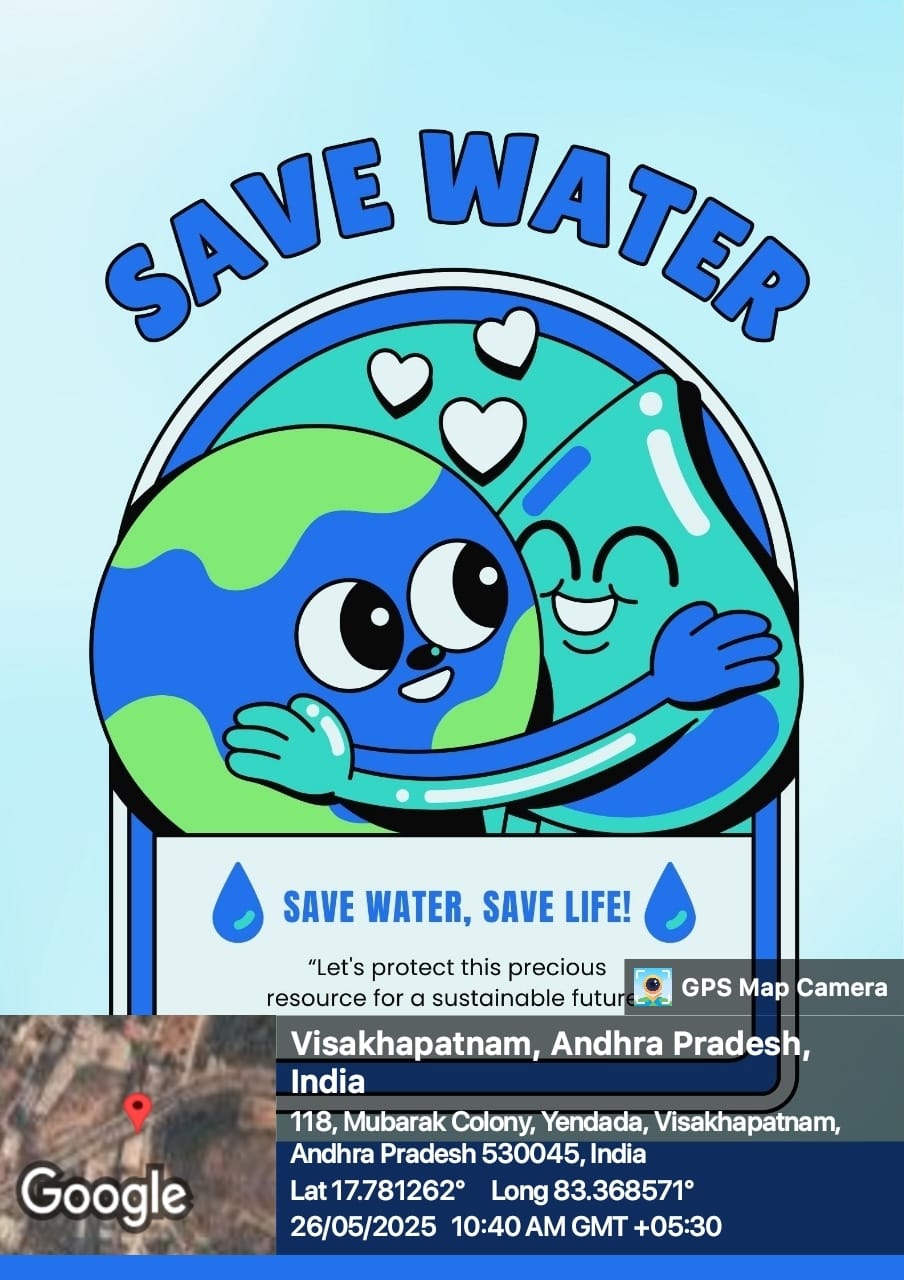 SAVE WATER
SAVE WATER, SAVE LIFE!
“Let's protect this precious
resource for a sustainable future
GPS Map Camera
Visakhapatnam, Andhra Pradesh,
India
118, Mubarak Colony, Yendada, Visakhapatnam,
Andhra Pradesh 530045, India
Lat 17.781262° Long 83.368571°
26/05/2025 10:40 AM GMT +05:30
Google